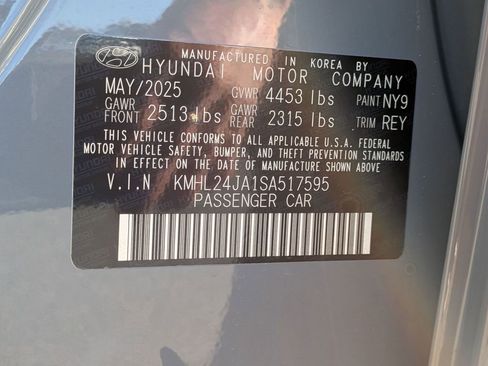 MANUFACTURED IN KOREA BY
HYUNDAI MOTOR COMPANY
MAY/2025 GVWR 4453 lbs PAINT NY9
GAWR FRONT 2513 lbs GAWR REAR 2315 lbs TRIM REY
THIS VEHICLE CONFORMS TO ALL APPLICABLE U.S.A. FEDERAL
MOTOR VEHICLE SAFETY, BUMPER, AND THEFT PREVENTION STANDARDS
IN EFFECT ON THE DATE OF MANUFACTURE SHOWN ABOVE.
V.I.N KMHL24JA1SA517595
PASSENGER CAR